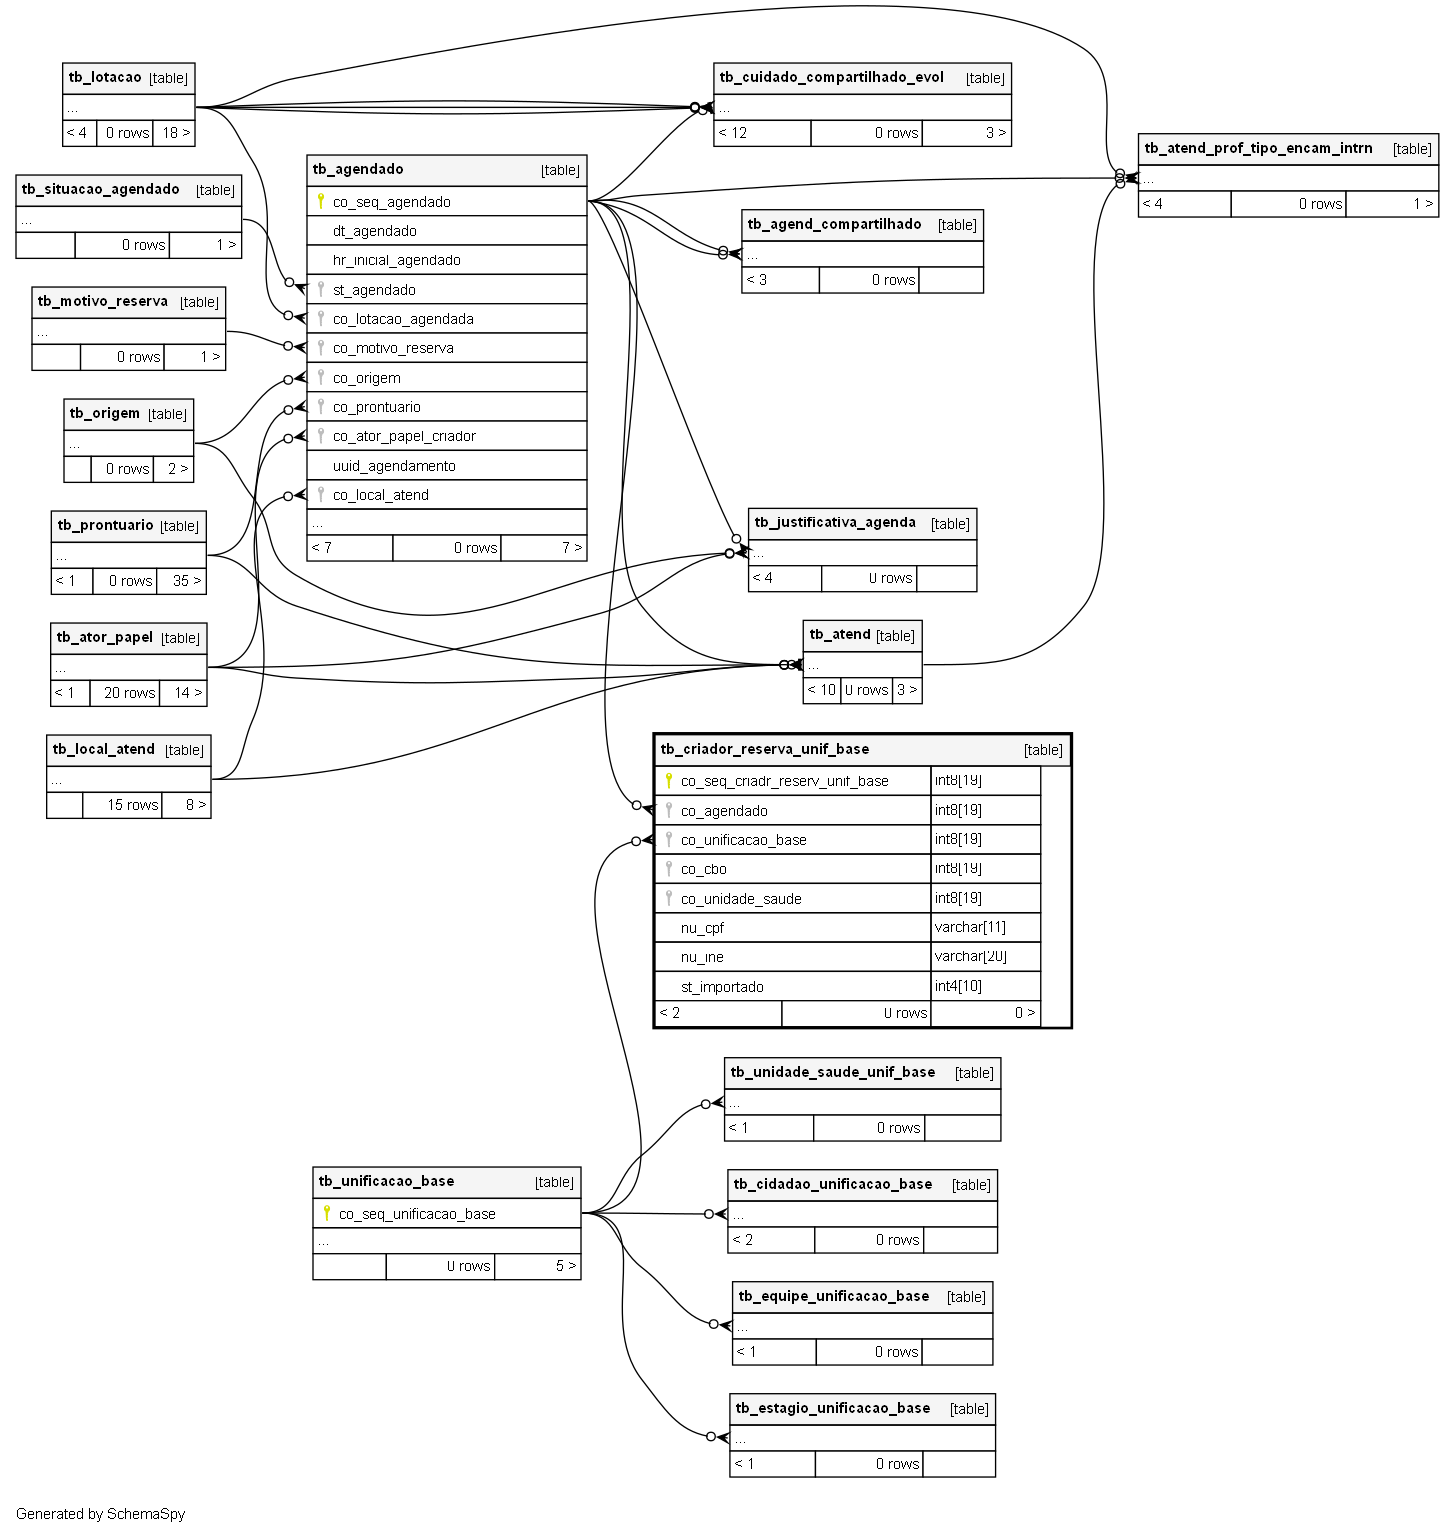 tb_lotacao [table]
...
< 4 0 rows 18 >
tb_situacao_agendado [table]
...
0 rows 1 >
tb_motivo_reserva [table]
...
0 rows 1 >
tb_origem [table]
...
0 rows 2 >
tb_prontuario [table]
...
< 1 0 rows 35 >
tb_ator_papel [table]
...
< 1 20 rows 14 >
tb_local_atend [table]
...
15 rows 8 >
tb_agendado [table]
co_seq_agendado
dt_agendado
hr_inicial_agendado
st_agendado
co_lotacao_agendada
co_motivo_reserva
co_origem
co_prontuario
co_ator_papel_criador
uuid_agendamento
co_local_atend
...
< 7 0 rows 7 >
tb_cuidado_compartilhado_evol [table]
...
< 12 0 rows 3 >
tb_atend_prof_tipo_encam_intrn [table]
...
< 4 0 rows 1 >
tb_agend_compartilhado [table]
...
< 3 0 rows
tb_justificativa_agenda [table]
...
< 4 0 rows
tb_atend [table]
...
< 10 0 rows 3 >
tb_criador_reserva_unif_base [table]
co_seq_criadr_reserv_unif_base int8[19]
co_agendado int8[19]
co_unificacao_base int8[19]
co_cbo int8[19]
co_unidade_saude int8[19]
nu_cpf varchar[11]
nu_ine varchar[20]
st_importado int4[10]
< 2 0 rows 0 >
tb_unidade_saude_unif_base [table]
...
< 1 0 rows
tb_unificacao_base [table]
co_seq_unificacao_base
...
0 rows 5 >
tb_cidadao_unificacao_base [table]
...
< 2 0 rows
tb_equipe_unificacao_base [table]
...
< 1 0 rows
tb_estagio_unificacao_base [table]
...
< 1 0 rows
Generated by SchemaSpy